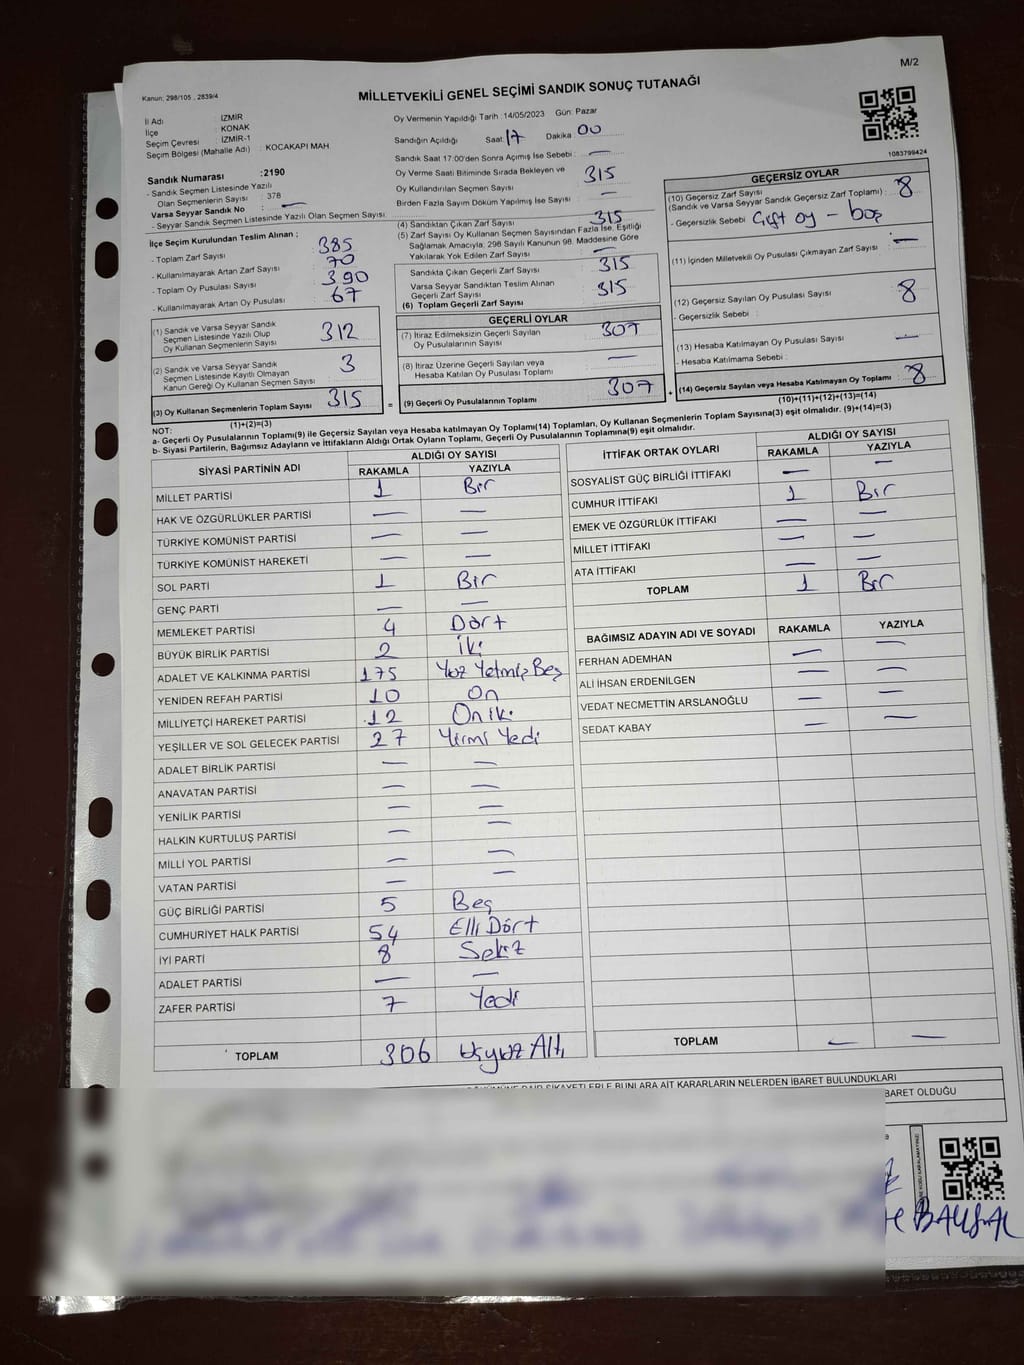 M/2
Kanun: 298/105 , 2839/4
MİLLETVEKİLİ GENEL SEÇİMİ SANDIK SONUÇ TUTANAĞI
1083799424
İl Adı : İZMİR
İlçe : KONAK
Seçim Çevresi : İZMİR-1
Seçim Bölgesi (Mahalle Adı) : KOCAKAPI MAH.
Sandık Numarası :2190
- Sandık Seçmen Listesinde Yazılı
Olan Seçmenlerin Sayısı : 378
Varsa Seyyar Sandık No : —
- Seyyar Sandık Seçmen Listesinde Yazılı Olan Seçmen Sayısı
İlçe Seçim Kurulundan Teslim Alınan ;
- Toplam Zarf Sayısı : 385
- Kullanılmayarak Artan Zarf Sayısı : 70
- Toplam Oy Pusulası Sayısı : 390
- Kullanılmayarak Artan Oy Pusulası : 67
(1) Sandık ve Varsa Seyyar Sandık
Seçmen Listesinde Yazılı Olup
Oy Kullanan Seçmenlerin Sayısı 312
(2) Sandık ve Varsa Seyyar Sandık
Seçmen Listesinde Kayıtlı Olmayan
Kanun Gereği Oy Kullanan Seçmen Sayısı 3
(3) Oy Kullanan Seçmenlerin Toplam Sayısı 315
(1)+(2)=(3)
Oy Vermenin Yapıldığı Tarih :14/05/2023 Gün: Pazar
Sandığın Açıldığı Saat 17 Dakika 00
Sandık Saat 17:00'den Sonra Açımış İse Sebebi : —
Oy Verme Saati Bitiminde Sırada Bekleyen ve
Oy Kullandırılan Seçmen Sayısı : 315
Birden Fazla Sayım Döküm Yapılmış İse Sayısı : —
(4) Sandıktan Çıkan Zarf Sayısı 315
(5) Zarf Sayısı Oy Kullanan Seçmen Sayısından Fazla İse, Eşitliği
Sağlamak Amacıyla; 298 Sayılı Kanunun 98. Maddesine Göre
Yakılarak Yok Edilen Zarf Sayısı : —
Sandıkta Çıkan Geçerli Zarf Sayısı 315
Varsa Seyyar Sandıktan Teslim Alınan
Geçerli Zarf Sayısı
(6) Toplam Geçerli Zarf Sayısı 315
GEÇERLİ OYLAR
(7) İtiraz Edilmeksizin Geçerli Sayılan
Oy Pusulalarının Sayısı 307
(8) İtiraz Üzerine Geçerli Sayılan veya
Hesaba Katılan Oy Pusulası Toplamı —
(9) Geçerli Oy Pusulalarının Toplamı 307
GEÇERSİZ OYLAR
(10) Geçersiz Zarf Sayısı
(Sandık ve Varsa Seyyar Sandık Geçersiz Zarf Toplamı) : 8
- Geçersizlik Sebebi : Çift oy - boş
(11) İçinden Milletvekili Oy Pusulası Çıkmayan Zarf Sayısı : —
(12) Geçersiz Sayılan Oy Pusulası Sayısı : 8
- Geçersizlik Sebebi :
(13) Hesaba Katılmayan Oy Pusulası Sayısı : —
- Hesaba Katılmama Sebebi :
(14) Geçersiz Sayılan veya Hesaba Katılmayan Oy Toplamı : 8
(10)+(11)+(12)+(13)=(14)
NOT:
a- Geçerli Oy Pusulalarının Toplamı(9) ile Geçersiz Sayılan veya Hesaba katılmayan Oy Toplamı(14) Toplamları, Oy Kullanan Seçmenlerin Toplam Sayısına(3) eşit olmalıdır. (9)+(14)=(3)
b- Siyasi Partilerin, Bağımsız Adayların ve İttifakların Aldığı Ortak Oyların Toplamı, Geçerli Oy Pusulalarının Toplamına(9) eşit olmalıdır.
SİYASİ PARTİNİN ADI ALDIĞI OY SAYISI
RAKAMLA YAZIYLA
MİLLET PARTİSİ 1 Bir
HAK VE ÖZGÜRLÜKLER PARTİSİ — —
TÜRKİYE KOMÜNİST PARTİSİ — —
TÜRKİYE KOMÜNİST HAREKETİ — —
SOL PARTİ 1 Bir
GENÇ PARTİ — —
MEMLEKET PARTİSİ 4 Dört
BÜYÜK BİRLİK PARTİSİ 2 İki
ADALET VE KALKINMA PARTİSİ 175 Yüz Yetmiş Beş
YENİDEN REFAH PARTİSİ 10 On
MİLLİYETÇİ HAREKET PARTİSİ 12 Oniki
YEŞİLLER VE SOL GELECEK PARTİSİ 27 Yirmi Yedi
ADALET BİRLİK PARTİSİ — —
ANAVATAN PARTİSİ — —
YENİLİK PARTİSİ — —
HALKIN KURTULUŞ PARTİSİ — —
MİLLİ YOL PARTİSİ — —
VATAN PARTİSİ — —
GÜÇ BİRLİĞİ PARTİSİ 5 Beş
CUMHURİYET HALK PARTİSİ 54 Elli Dört
İYİ PARTİ 8 Sekiz
ADALET PARTİSİ — —
ZAFER PARTİSİ 7 Yedi
TOPLAM 306 Üçyüz Altı
İTTİFAK ORTAK OYLARI ALDIĞI OY SAYISI
RAKAMLA YAZIYLA
SOSYALİST GÜÇ BİRLİĞİ İTTİFAKI — —
CUMHUR İTTİFAKI 1 Bir
EMEK VE ÖZGÜRLÜK İTTİFAKI — —
MİLLET İTTİFAKI — —
ATA İTTİFAKI — —
TOPLAM 1 Bir
BAĞIMSIZ ADAYIN ADI VE SOYADI RAKAMLA YAZIYLA
FERHAN ADEMHAN — —
ALİ İHSAN ERDENİLGEN — —
VEDAT NECMETTİN ARSLANOĞLU — —
SEDAT KABAY — —
TOPLAM — —
DÖKÜMÜNE DAİR ŞİKAYETLERLE BUNLARA AİT KARARLARIN NELERDEN İBARET BULUNDUKLARI
BARET OLDUĞU